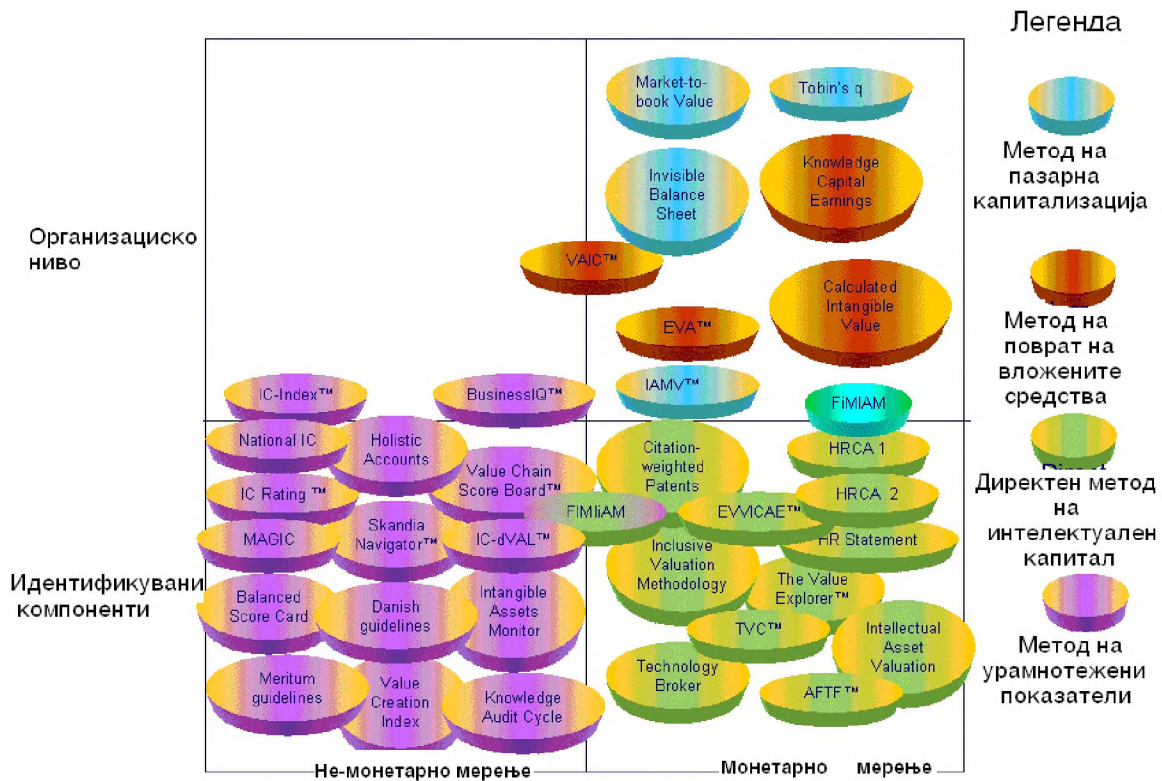 Легенда
Market-to-
book Value
Tobin's q
Метод на
пазарна
капитализација
Invisible
Balance
Sheet
Knowledge
Capital
Earnings
Организациско
ниво
VAIC™
EVA™
Calculated
Intangible
Value
Метод на
поврат на
вложените
средства
IC-Index™
BusinessIQ™
IAMV™
FiMIAM
National IC
Holistic
Accounts
Value Chain
Score Board™
Citation-
weighted
Patents
HRCA 1
IC Rating ™
FIMIiAM
EVVICAE™
HRCA 2
Директен метод
на
интелектуален
капитал
MAGIC
Skandia
Navigator™
IC-dVAL™
Inclusive
Valuation
Methodology
HR Statement
Идентификувани
компоненти
Balanced
Score Card
Danish
guidelines
Intangible
Assets
Monitor
The Value
Explorer™
TVC™
Intellectual
Asset
Valuation
Метод на
урамнотежени
показатели
Meritum
guidelines
Value
Creation
Index
Knowledge
Audit Cycle
Technology
Broker
AFTF™
Не-монетарно мерење
Монетарно мерење